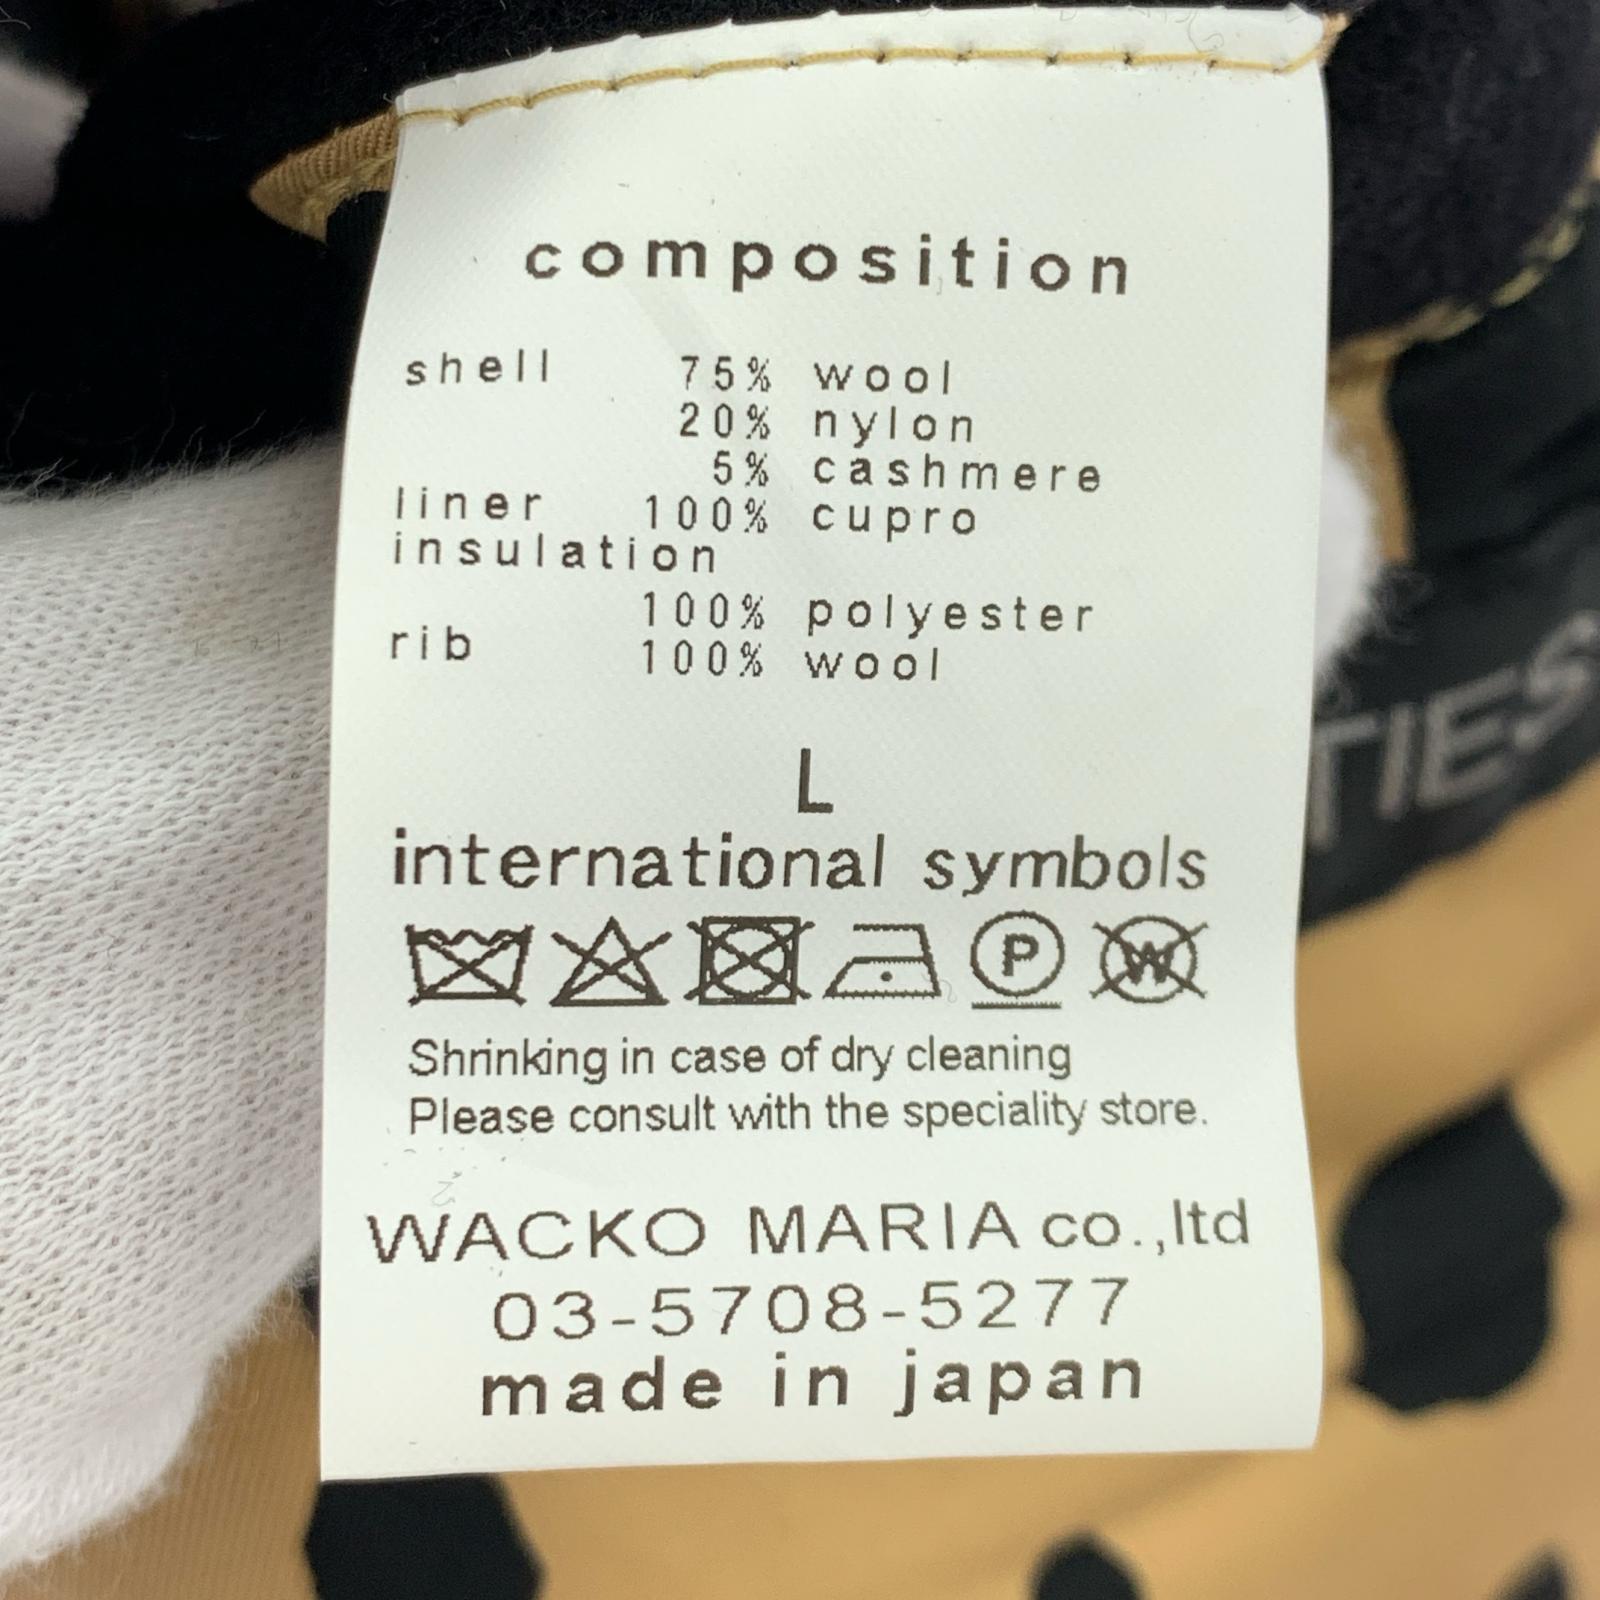 composition
shell 75% wool
20% nylon
5% cashmere
liner 100% cupro
insulation
100% polyester
rib 100% wool
L
international symbols
P W
Shrinking in case of dry cleaning
Please consult with the speciality store.
WACKO MARIA co.,ltd
03-5708-5277
made in japan
TIES